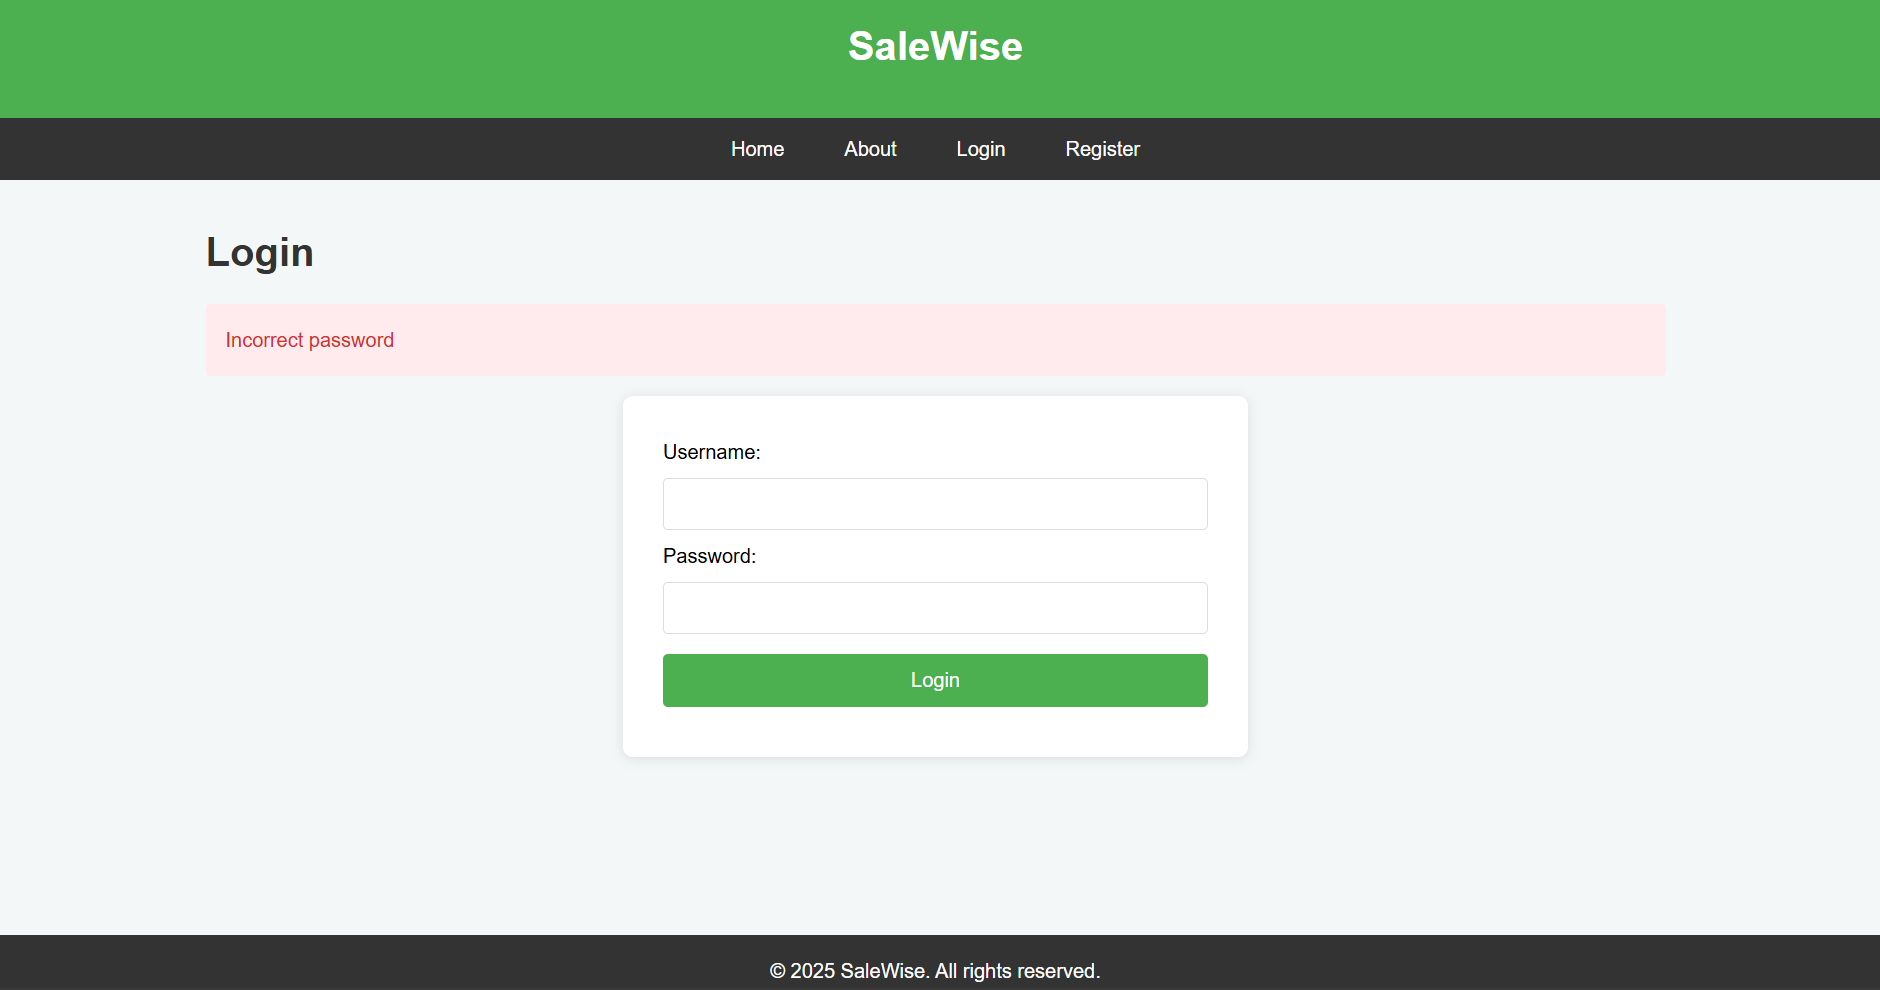 SaleWise
Home About Login Register
Login
Incorrect password
Username:
Password:
Login
© 2025 SaleWise. All rights reserved.